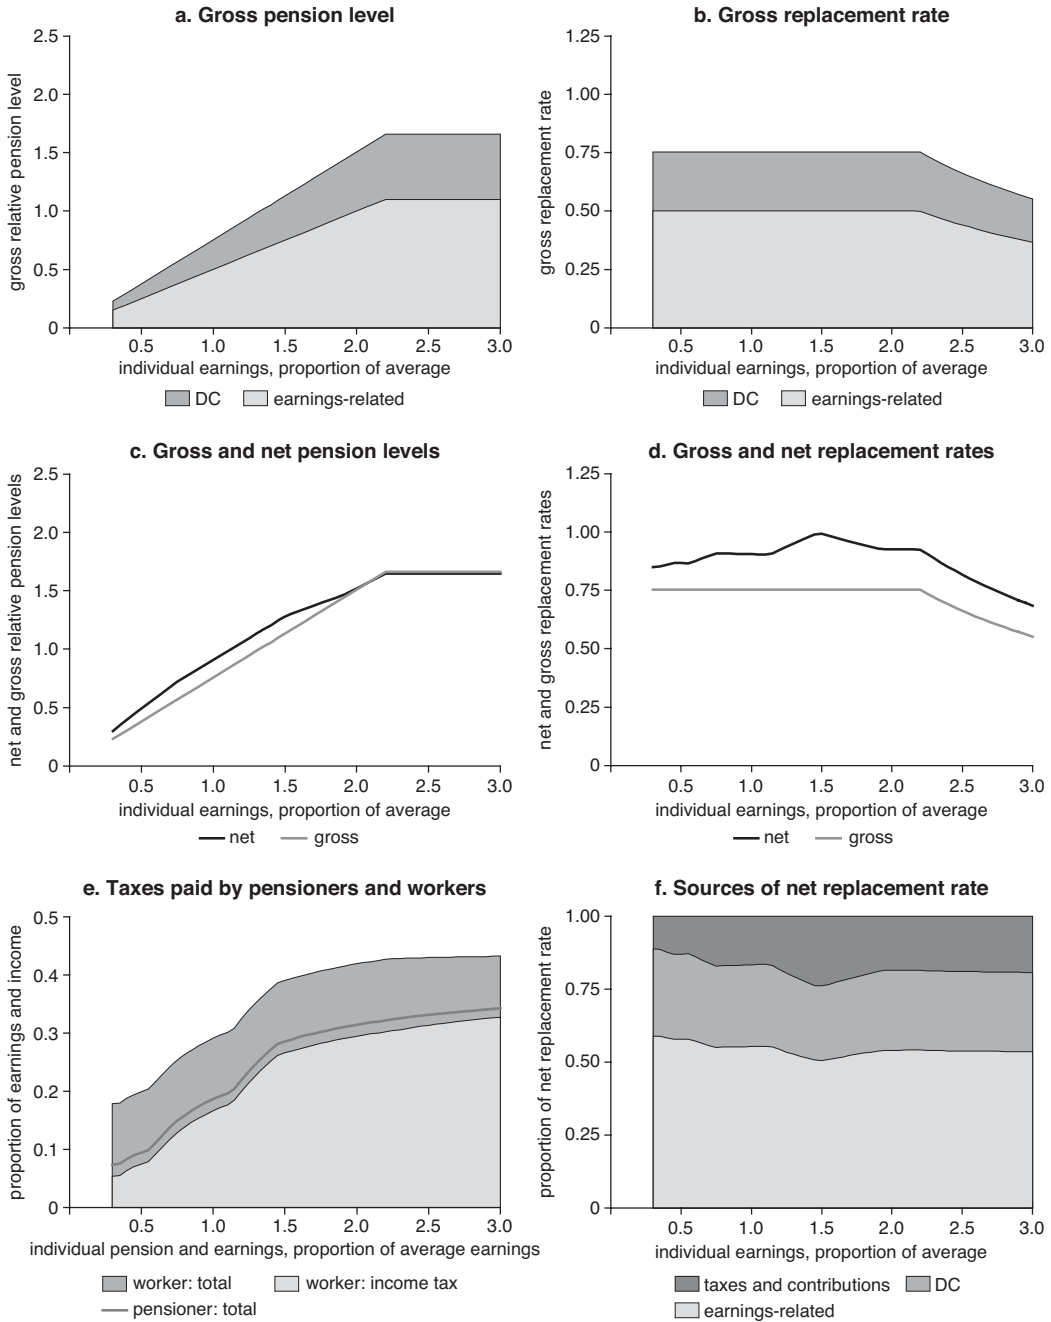 a. Gross pension level
gross relative pension level
2.5
2.0
1.5
1.0
0.5
0
0.5 1.0 1.5 2.0 2.5 3.0
individual earnings, proportion of average
DC earnings-related
b. Gross replacement rate
gross replacement rate
1.25
1.00
0.75
0.50
0.25
0
0.5 1.0 1.5 2.0 2.5 3.0
individual earnings, proportion of average
DC earnings-related
c. Gross and net pension levels
net and gross relative pension levels
2.5
2.0
1.5
1.0
0.5
0
0.5 1.0 1.5 2.0 2.5 3.0
individual earnings, proportion of average
net gross
d. Gross and net replacement rates
net and gross replacement rates
1.25
1.00
0.75
0.50
0.25
0
0.5 1.0 1.5 2.0 2.5 3.0
individual earnings, proportion of average
net gross
e. Taxes paid by pensioners and workers
proportion of earnings and income
0.5
0.4
0.3
0.2
0.1
0
0.5 1.0 1.5 2.0 2.5 3.0
individual pension and earnings, proportion of average earnings
worker: total worker: income tax
pensioner: total
f. Sources of net replacement rate
proportion of net replacement rate
1.00
0.75
0.50
0.25
0
0.5 1.0 1.5 2.0 2.5 3.0
individual earnings, proportion of average
taxes and contributions DC
earnings-related